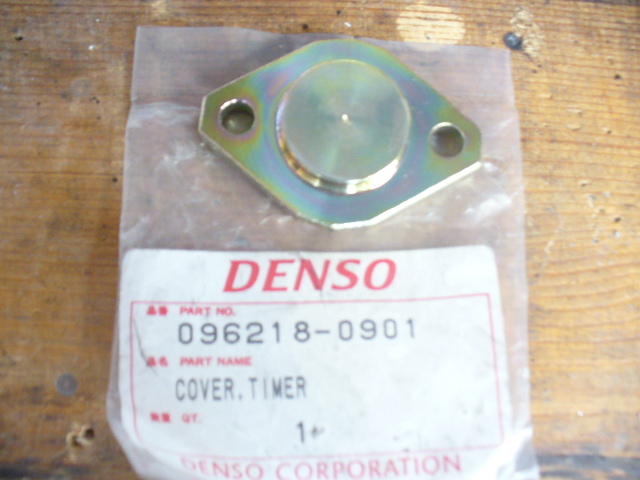 DENSO
品番 PART NO.
096218-0901
品名 PART NAME
COVER,TIMER
数量 QT.
1
DENSO CORPORATION